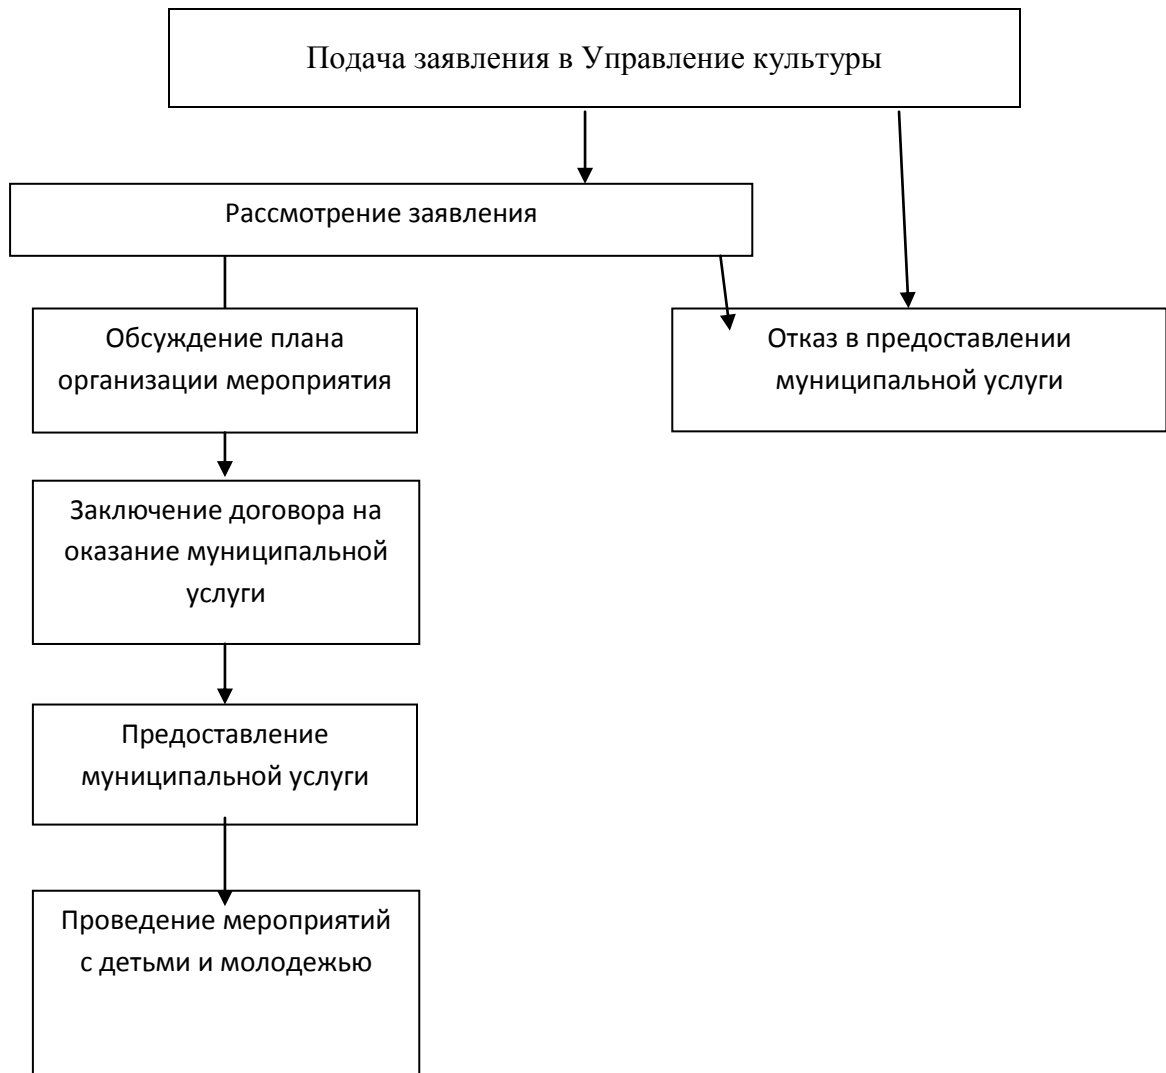 Подача заявления в Управление культуры
Рассмотрение заявления
Обсуждение плана
организации мероприятия
Отказ в предоставлении
муниципальной услуги
Заключение договора на
оказание муниципальной
услуги
Предоставление
муниципальной услуги
Проведение мероприятий
с детьми и молодежью